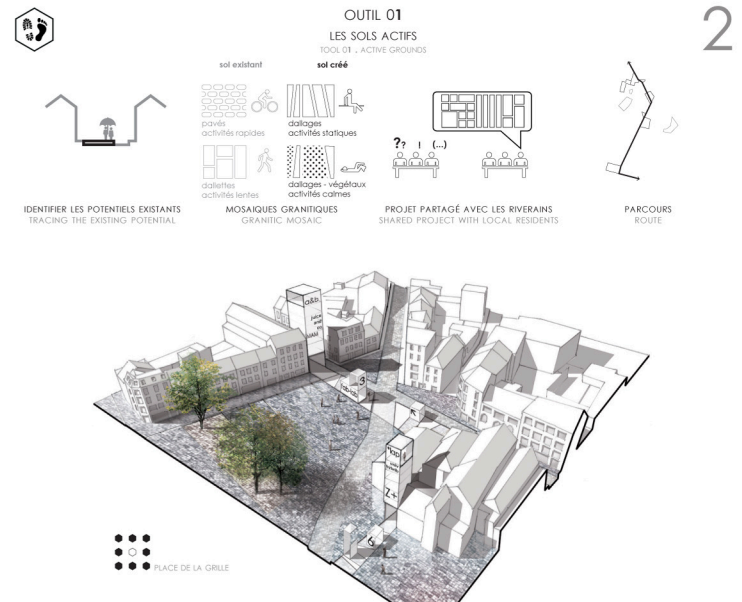 OUTIL 01
2
LES SOLS ACTIFS
TOOL 01 . ACTIVE GROUNDS
sol existant
sol créé
pavés
activités rapides
dallages
activités statiques
dallettes
activités lentes
dallages - végétaux
activités calmes
?? ! (...)
IDENTIFIER LES POTENTIELS EXISTANTS
TRACING THE EXISTING POTENTIAL
MOSAIQUES GRANITIQUES
GRANITIC MOSAIC
PROJET PARTAGÉ AVEC LES RIVERAINS
SHARED PROJECT WITH LOCAL RESIDENTS
PARCOURS
ROUTE
a&b.
3
Z+
6
PLACE DE LA GRILLE